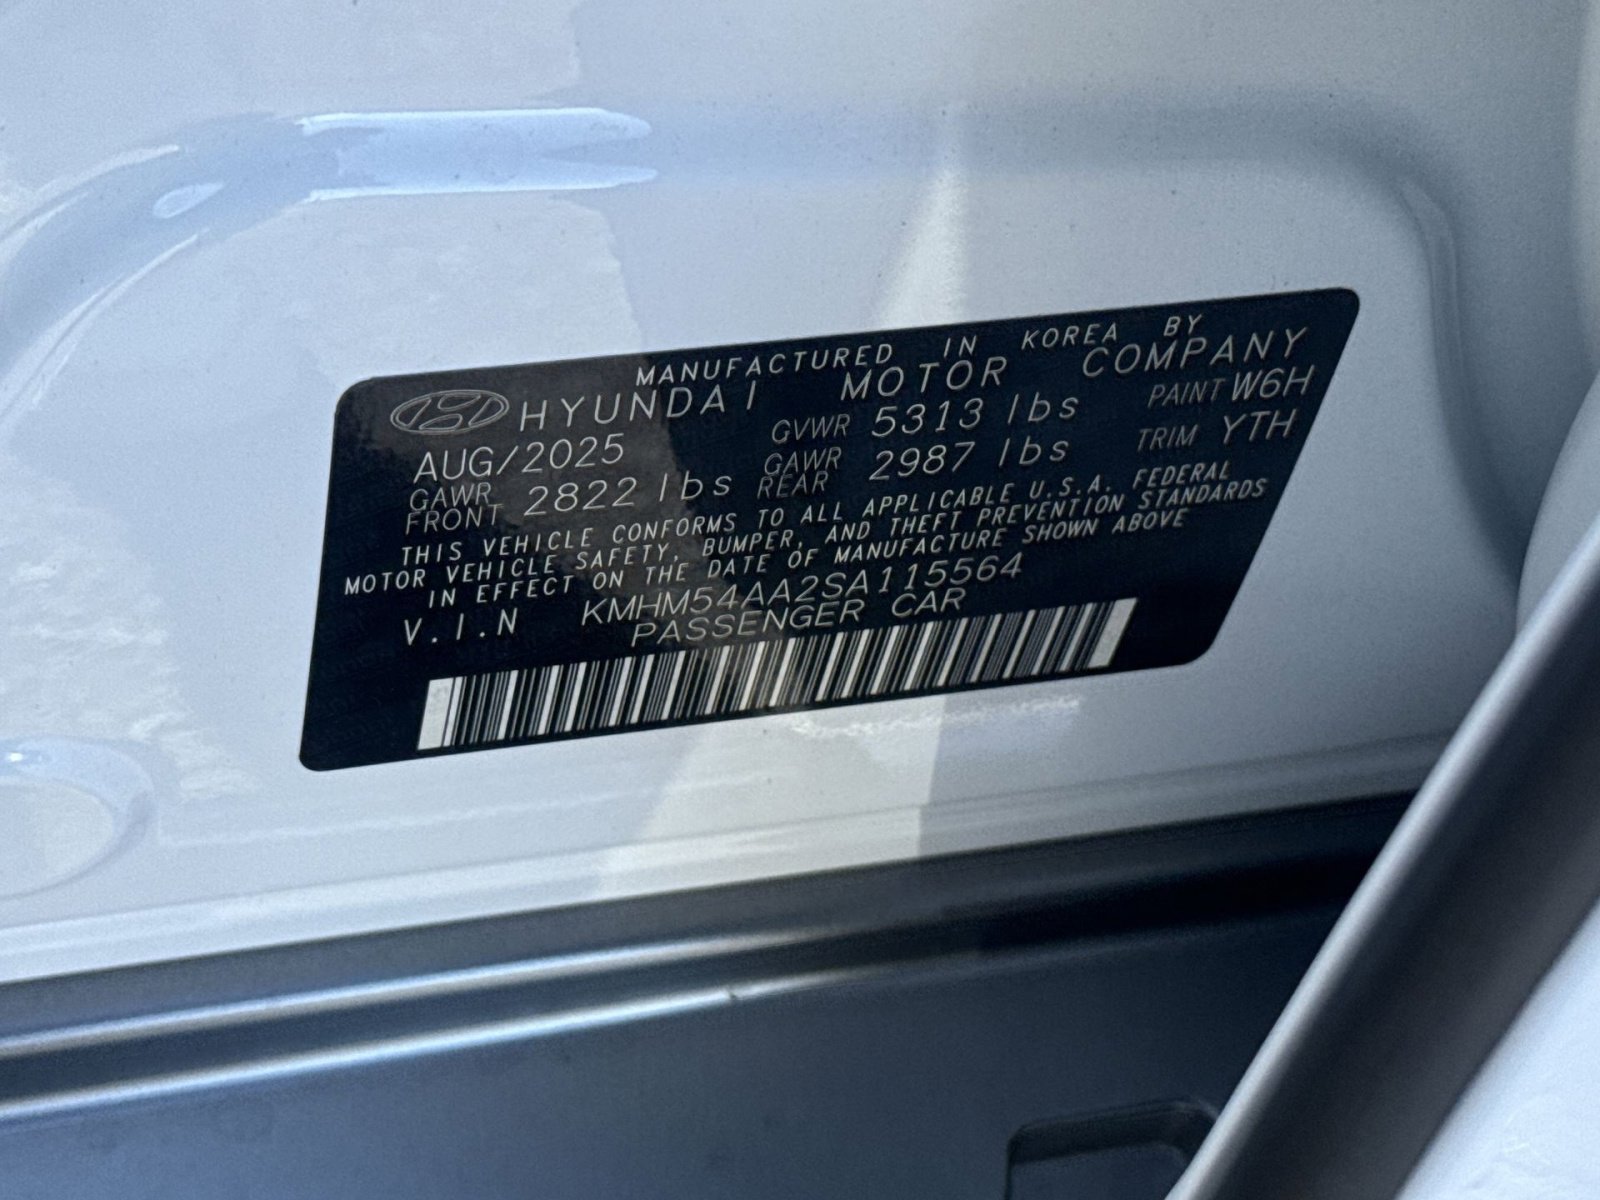 MANUFACTURED IN KOREA BY
HYUNDAI MOTOR COMPANY
AUG/2025 GVWR 5313 lbs PAINT W6H
GAWR FRONT 2822 lbs GAWR REAR 2987 lbs TRIM YTH
THIS VEHICLE CONFORMS TO ALL APPLICABLE U.S.A. FEDERAL
MOTOR VEHICLE SAFETY, BUMPER, AND THEFT PREVENTION STANDARDS
IN EFFECT ON THE DATE OF MANUFACTURE SHOWN ABOVE
V.I.N KMHM54AA2SA115564
PASSENGER CAR